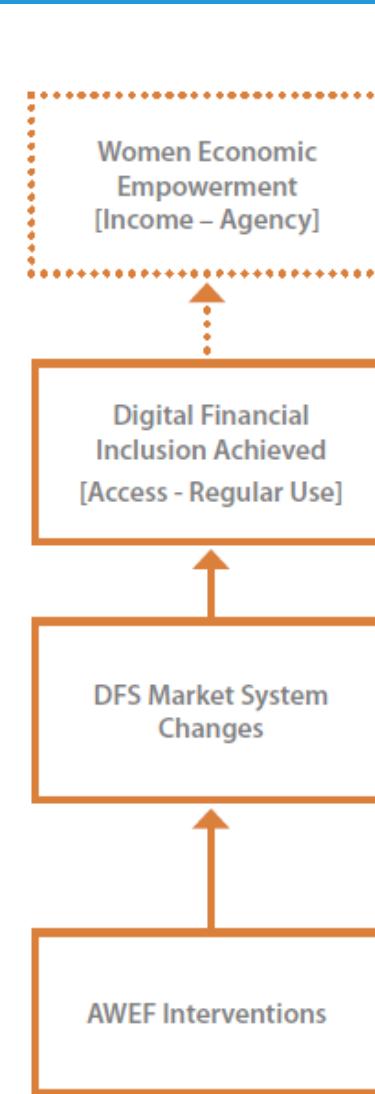 Women Economic
Empowerment
[Income – Agency]
Digital Financial
Inclusion Achieved
[Access - Regular Use]
DFS Market System
Changes
AWEF Interventions